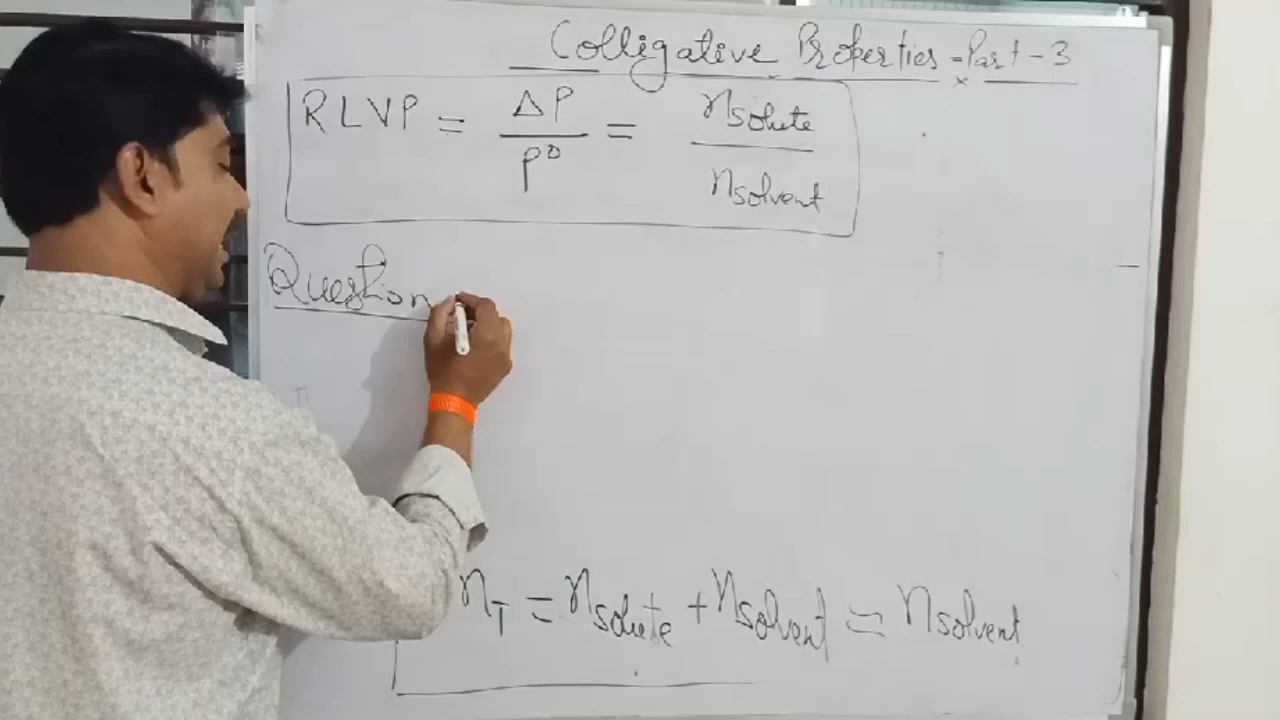 Colligative Properties - Part - 3
RLVP = ΔP / P° = nsolute / nsolvent
Question
nT = nsolute + nsolvent ≃ nsolvent